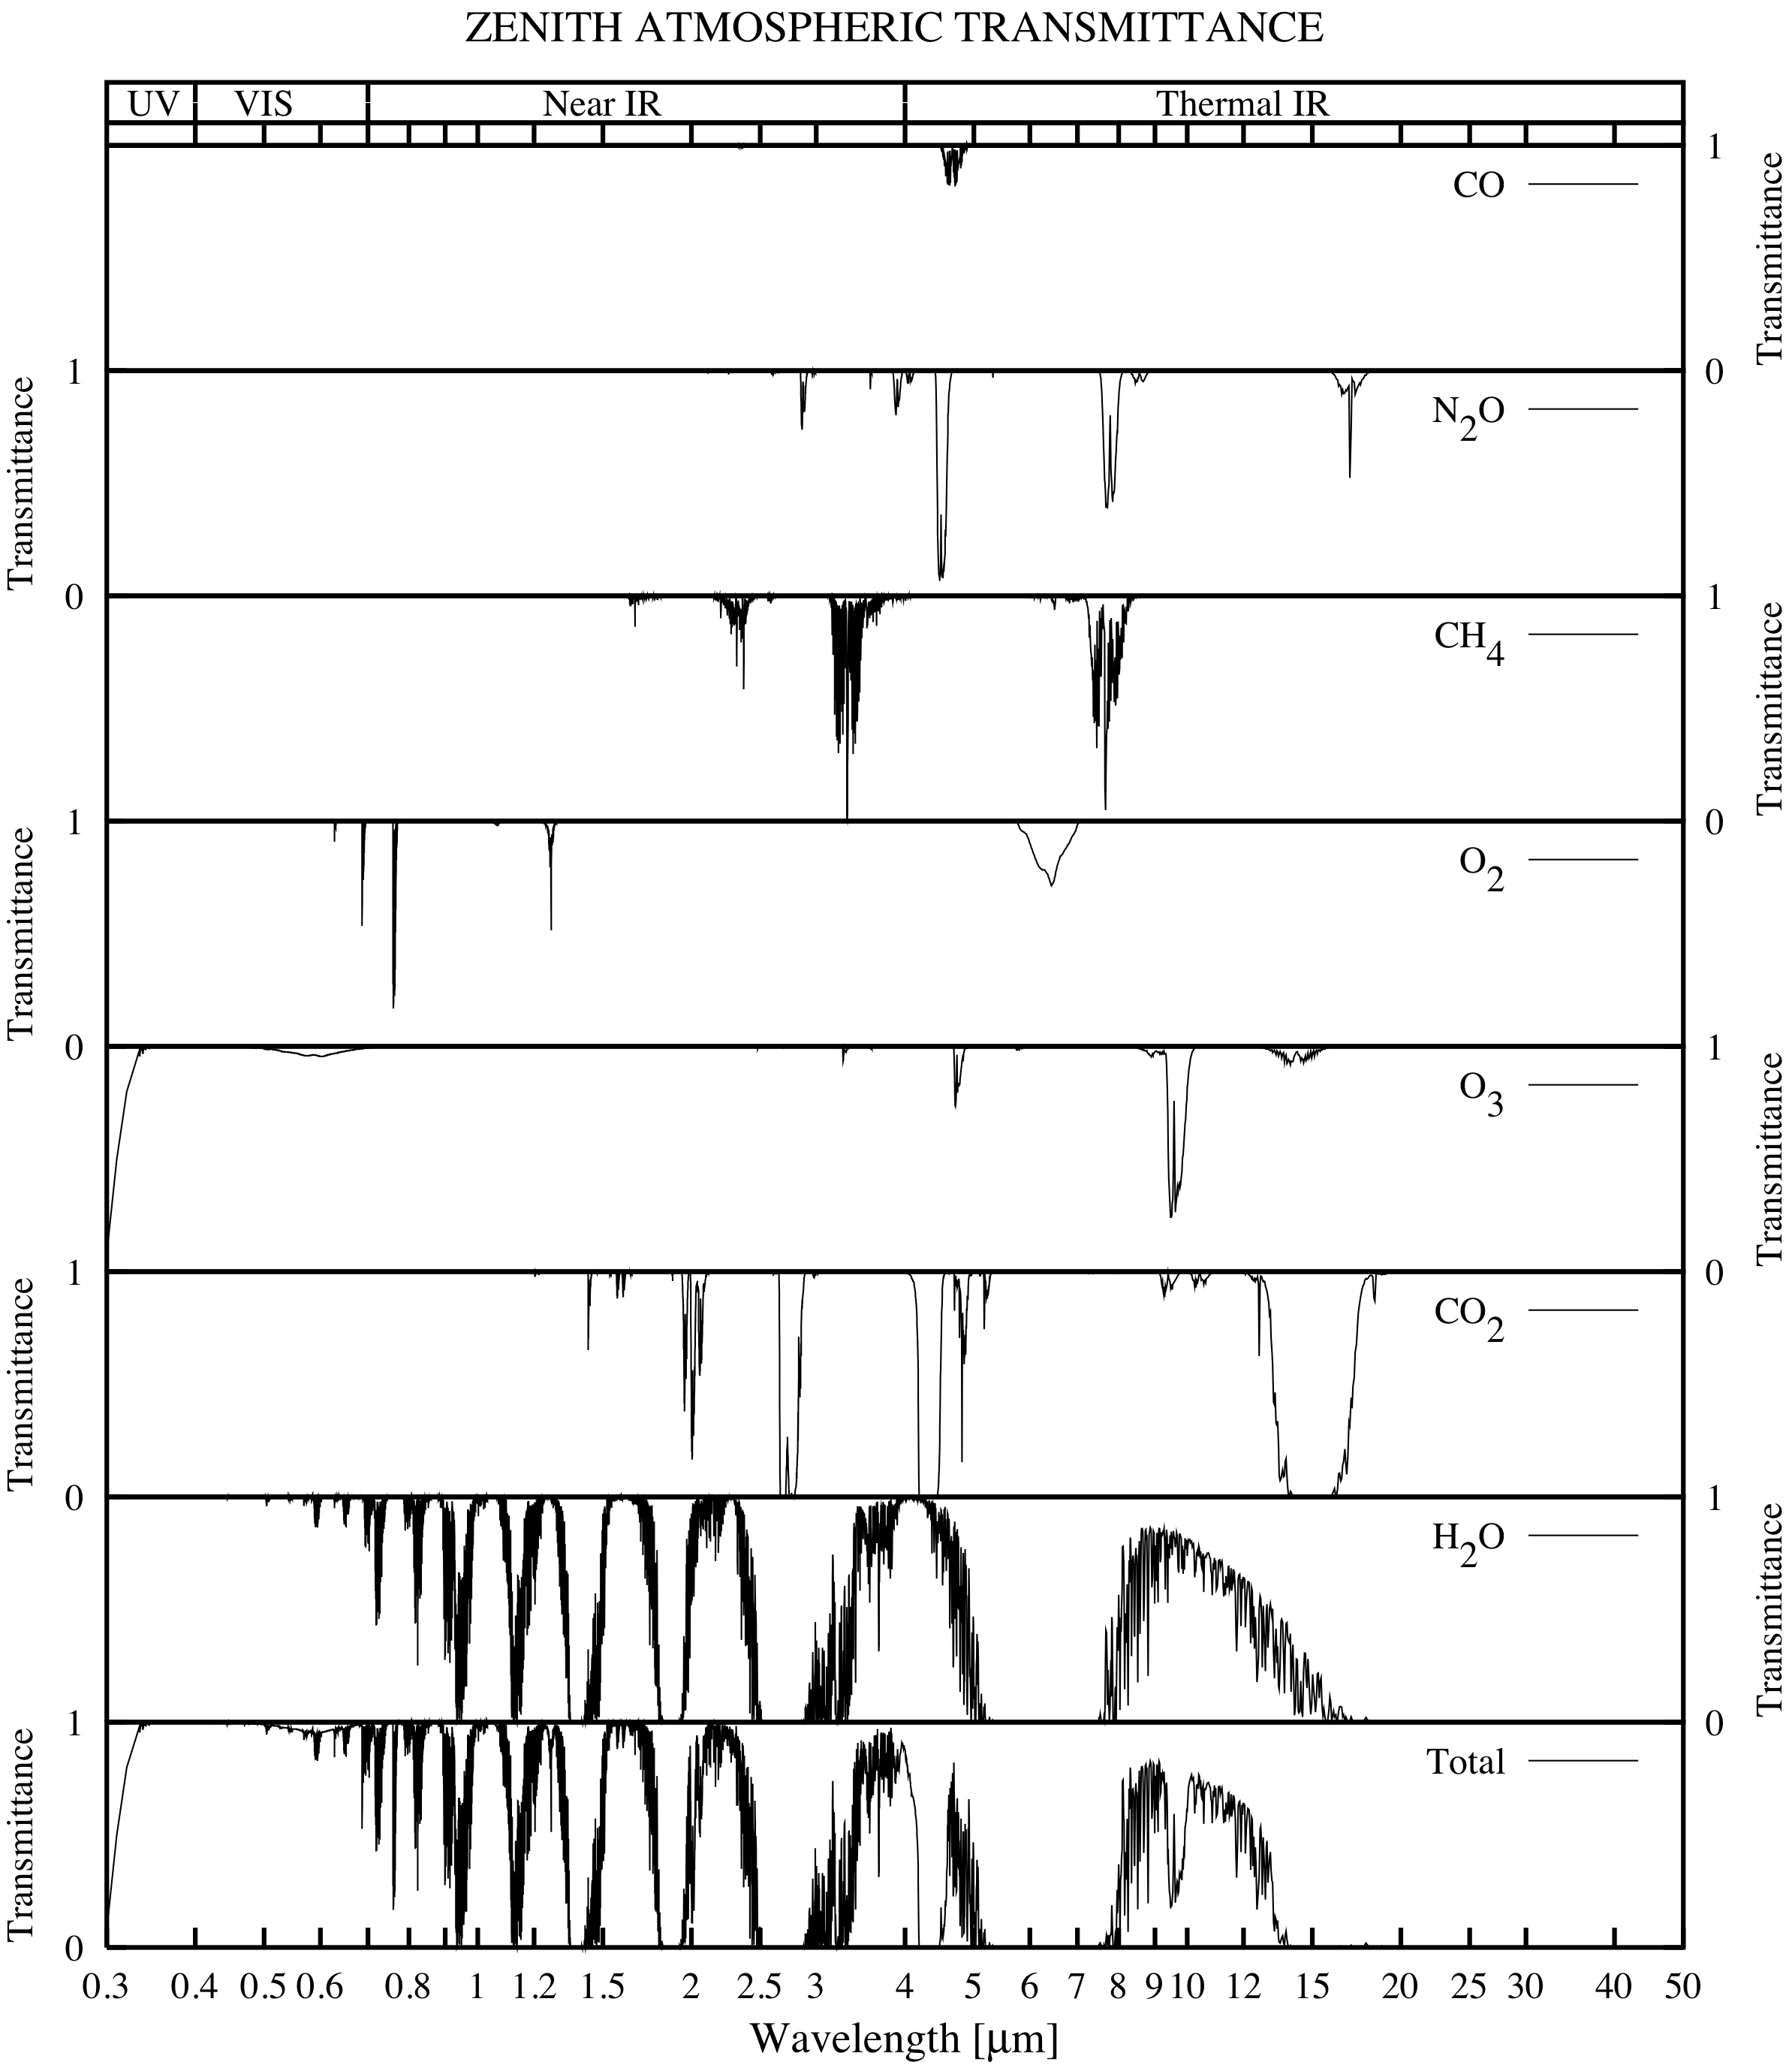 ZENITH ATMOSPHERIC TRANSMITTANCE
UV VIS Near IR Thermal IR
1
CO
Transmittance
1 0
N2O
Transmittance
0 1
CH4
Transmittance
1 0
O2
Transmittance
0 1
O3
Transmittance
1 0
CO2
Transmittance
0 1
H2O
Transmittance
1 0
Total
Transmittance
0
0.3 0.4 0.5 0.6 0.8 1 1.2 1.5 2 2.5 3 4 5 6 7 8 9 10 12 15 20 25 30 40 50
Wavelength [μm]